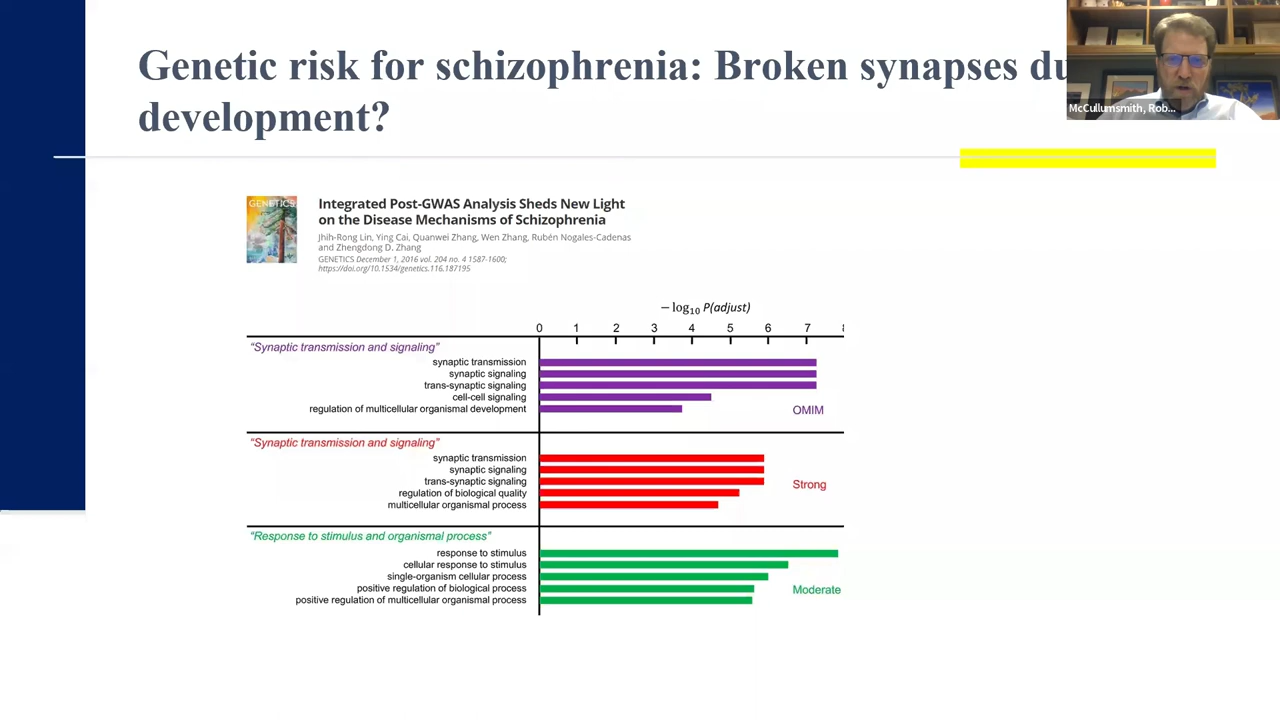 Genetic risk for schizophrenia: Broken synapses du
development?
McCullumsmith, Rob...
GENETICS
Integrated Post-GWAS Analysis Sheds New Light
on the Disease Mechanisms of Schizophrenia
Jhih-Rong Lin, Ying Cai, Quanwei Zhang, Wen Zhang, Rubén Nogales-Cadenas
and Zhengdong D. Zhang
GENETICS December 1, 2016 vol. 204 no. 4 1587-1600;
https://doi.org/10.1534/genetics.116.187195
− log₁₀ P(adjust)
0 1 2 3 4 5 6 7
“Synaptic transmission and signaling”
synaptic transmission
synaptic signaling
trans-synaptic signaling
cell-cell signaling
regulation of multicellular organismal development
OMIM
“Synaptic transmission and signaling”
synaptic transmission
synaptic signaling
trans-synaptic signaling
regulation of biological quality
multicellular organismal process
Strong
“Response to stimulus and organismal process”
response to stimulus
cellular response to stimulus
single-organism cellular process
positive regulation of biological process
positive regulation of multicellular organismal process
Moderate